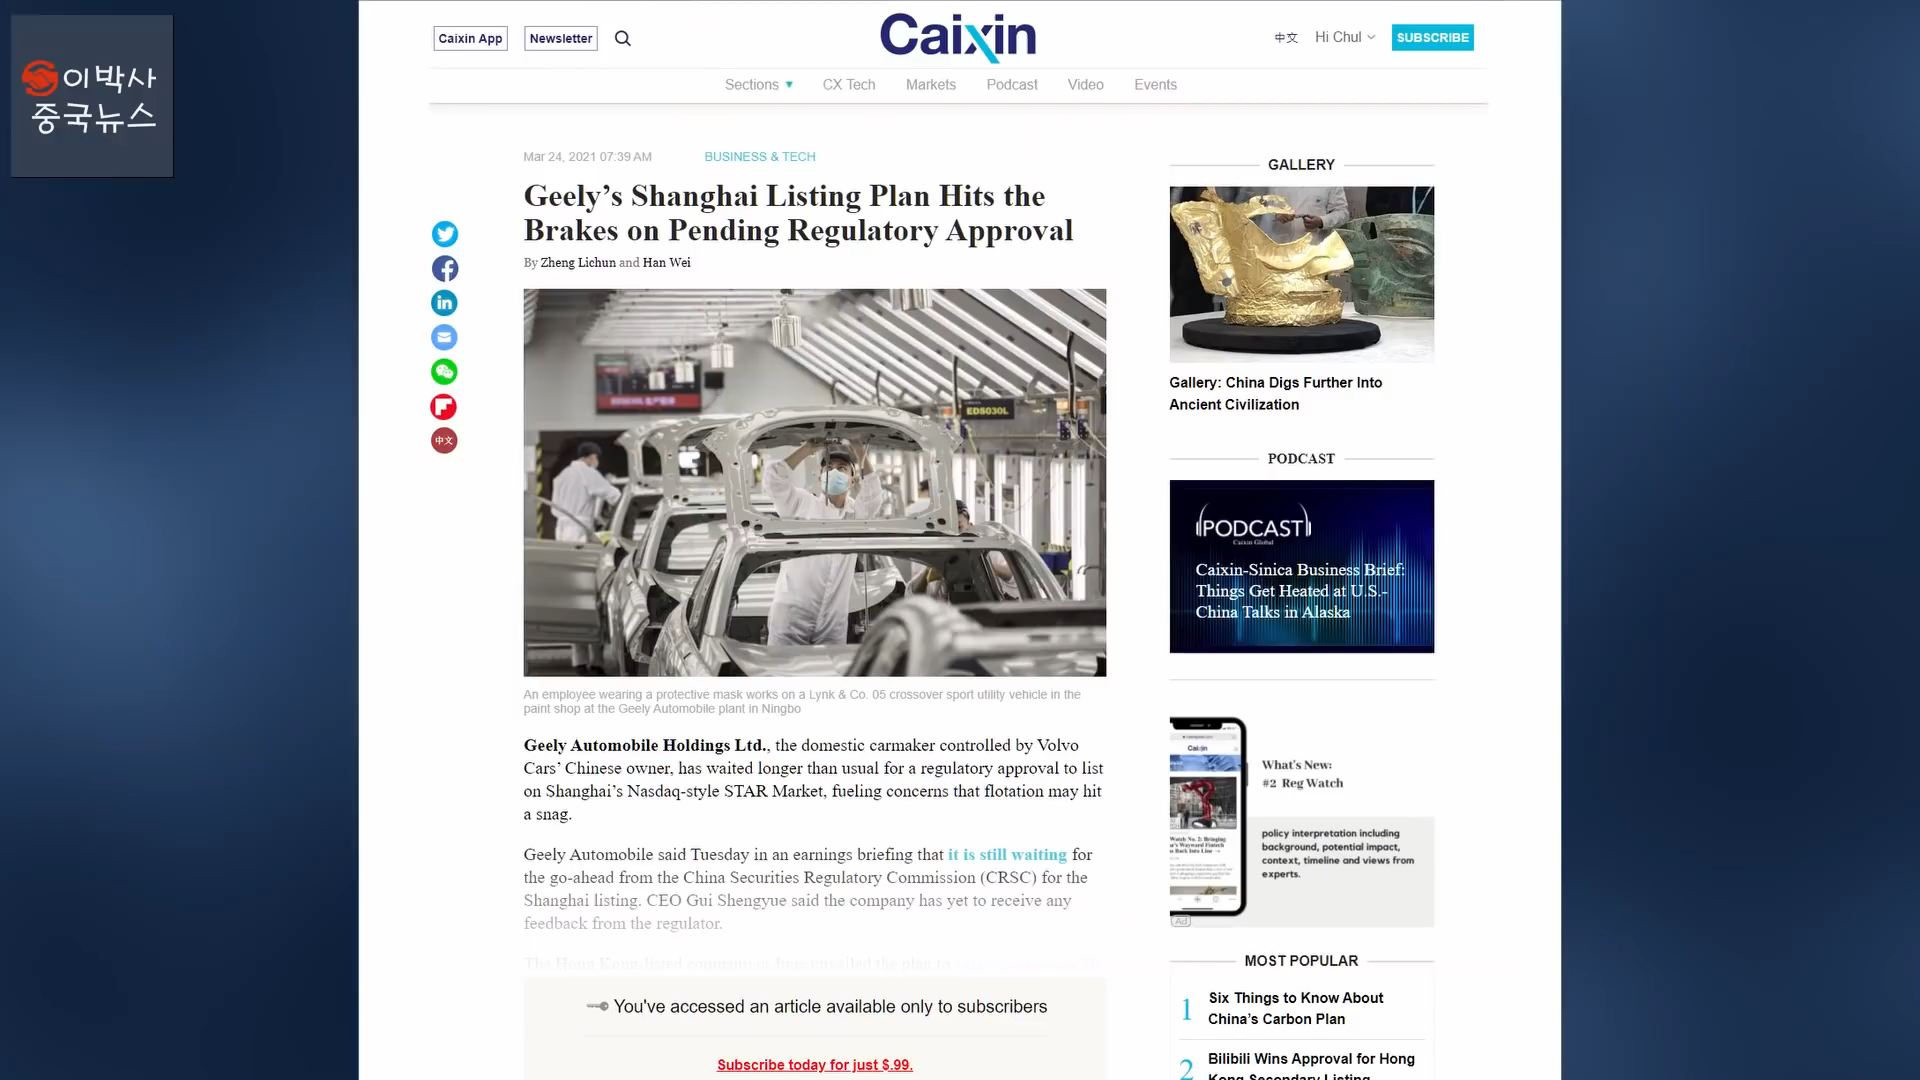 이박사
중국뉴스
Caixin App
Newsletter
Caixin
中文
Hi Chul
SUBSCRIBE
Sections
CX Tech
Markets
Podcast
Video
Events
Mar 24, 2021 07:39 AM
BUSINESS & TECH
Geely’s Shanghai Listing Plan Hits the
Brakes on Pending Regulatory Approval
By Zheng Lichun and Han Wei
中文
EDS030L
An employee wearing a protective mask works on a Lynk & Co. 05 crossover sport utility vehicle in the
paint shop at the Geely Automobile plant in Ningbo
Geely Automobile Holdings Ltd., the domestic carmaker controlled by Volvo
Cars’ Chinese owner, has waited longer than usual for a regulatory approval to list
on Shanghai’s Nasdaq-style STAR Market, fueling concerns that flotation may hit
a snag.
Geely Automobile said Tuesday in an earnings briefing that it is still waiting for
the go-ahead from the China Securities Regulatory Commission (CRSC) for the
Shanghai listing. CEO Gui Shengyue said the company has yet to receive any
feedback from the regulator.
The Hong Kong-listed companion first unveiled the plan to
You've accessed an article available only to subscribers
Subscribe today for just $.99.
GALLERY
Gallery: China Digs Further Into
Ancient Civilization
PODCAST
PODCAST
Caixin Global
Caixin-Sinica Business Brief:
Things Get Heated at U.S.-
China Talks in Alaska
Caixin
What's New:
#2 Reg Watch
policy interpretation including
background, potential impact,
context, timeline and views from
experts.
Ad
MOST POPULAR
1
Six Things to Know About
China’s Carbon Plan
2
Bilibili Wins Approval for Hong
Kong Secondary Listing